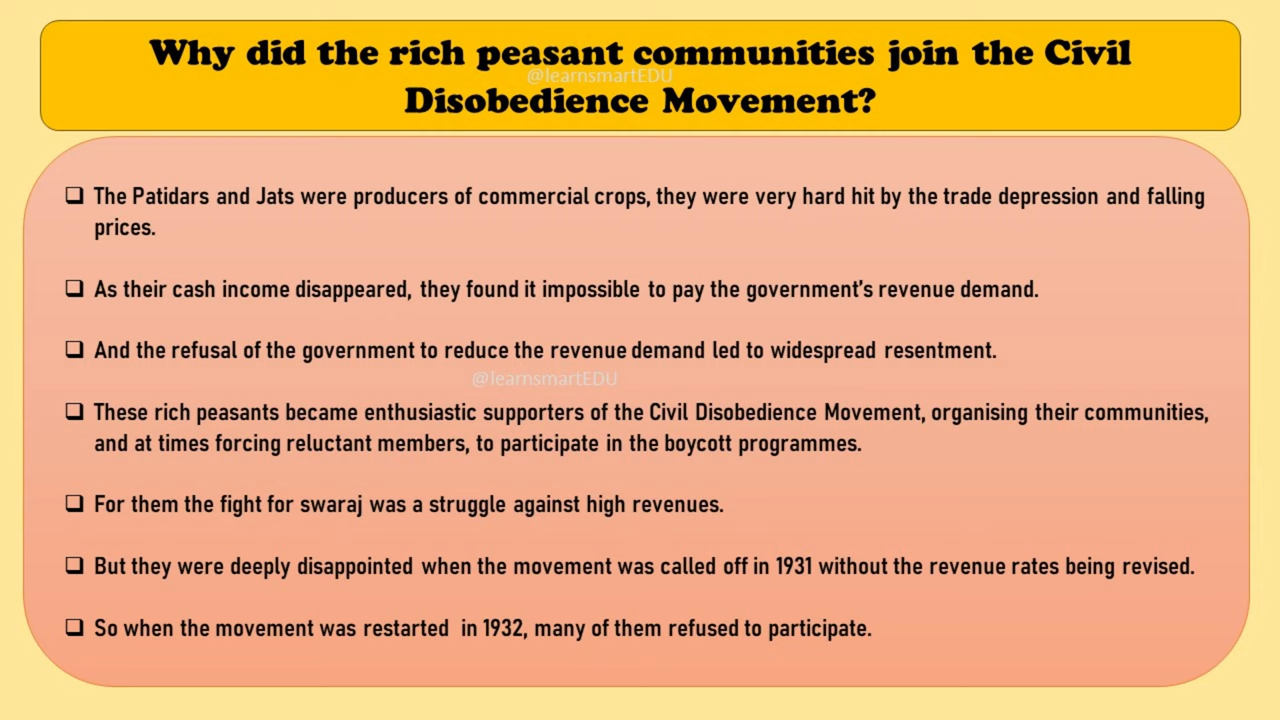 Why did the rich peasant communities join the Civil
@learnsmartEDU
Disobedience Movement?
❑ The Patidars and Jats were producers of commercial crops, they were very hard hit by the trade depression and falling
prices.
❑ As their cash income disappeared, they found it impossible to pay the government's revenue demand.
❑ And the refusal of the government to reduce the revenue demand led to widespread resentment.
@learnsmartEDU
❑ These rich peasants became enthusiastic supporters of the Civil Disobedience Movement, organising their communities,
and at times forcing reluctant members, to participate in the boycott programmes.
❑ For them the fight for swaraj was a struggle against high revenues.
❑ But they were deeply disappointed when the movement was called off in 1931 without the revenue rates being revised.
❑ So when the movement was restarted in 1932, many of them refused to participate.